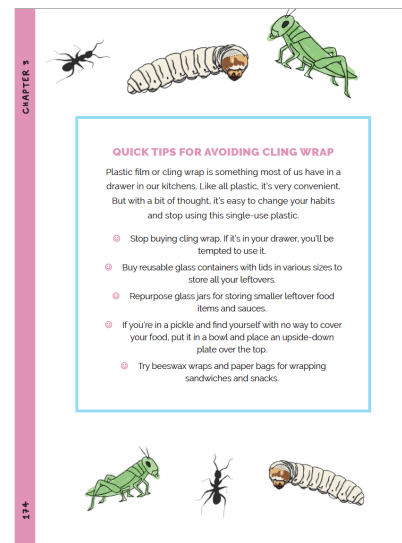 CHAPTER 3
QUICK TIPS FOR AVOIDING CLING WRAP
Plastic film or cling wrap is something most of us have in a
drawer in our kitchens. Like all plastic, it's very convenient.
But with a bit of thought, it's easy to change your habits
and stop using this single-use plastic.
Stop buying cling wrap. If it's in your drawer, you'll be
tempted to use it.
Buy reusable glass containers with lids in various sizes to
store all your leftovers.
Repurpose glass jars for storing smaller leftover food
items and sauces.
If you're in a pickle and find yourself with no way to cover
your food, put it in a bowl and place an upside-down
plate over the top.
Try beeswax wraps and paper bags for wrapping
sandwiches and snacks.
174